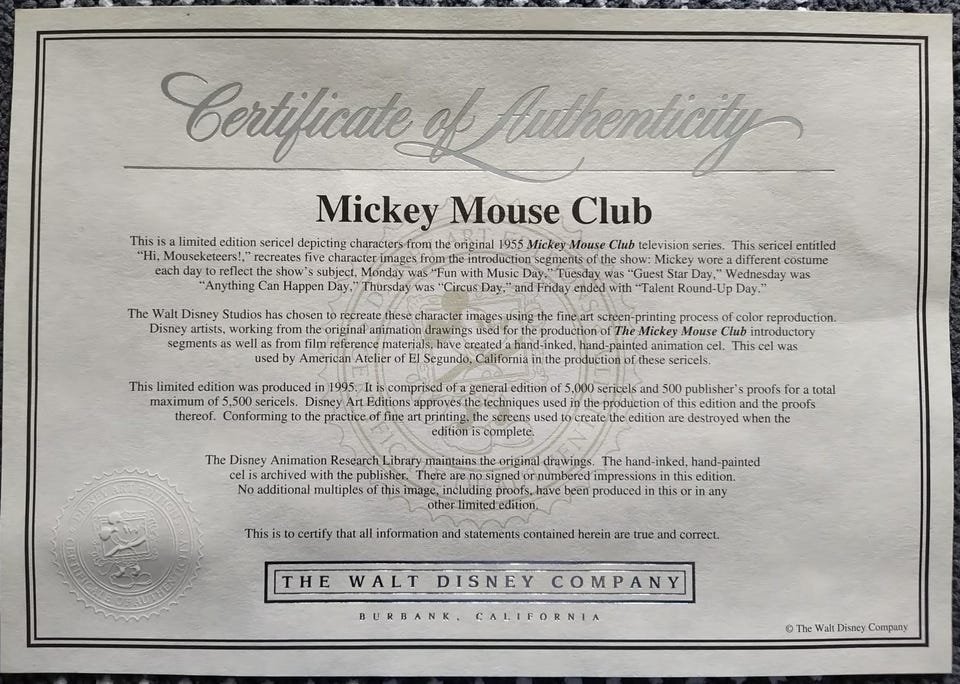 Certificate of Authenticity
Mickey Mouse Club
This is a limited edition sericel depicting characters from the original 1955 Mickey Mouse Club television series. This sericel entitled
“Hi, Mouseketeers!,” recreates five character images from the introduction segments of the show: Mickey wore a different costume
each day to reflect the show’s subject, Monday was “Fun with Music Day,” Tuesday was “Guest Star Day,” Wednesday was
“Anything Can Happen Day,” Thursday was “Circus Day,” and Friday ended with “Talent Round-Up Day.”
The Walt Disney Studios has chosen to recreate these character images using the fine art screen-printing process of color reproduction.
Disney artists, working from the original animation drawings used for the production of The Mickey Mouse Club introductory
segments as well as from film reference materials, have created a hand-inked, hand-painted animation cel. This cel was
used by American Atelier of El Segundo, California in the production of these sericels.
This limited edition was produced in 1995. It is comprised of a general edition of 5,000 sericels and 500 publisher’s proofs for a total
maximum of 5,500 sericels. Disney Art Editions approves the techniques used in the production of this edition and the proofs
thereof. Conforming to the practice of fine art printing, the screens used to create the edition are destroyed when the
edition is complete.
The Disney Animation Research Library maintains the original drawings. The hand-inked, hand-painted
cel is archived with the publisher. There are no signed or numbered impressions in this edition.
No additional multiples of this image, including proofs, have been produced in this or in any
other limited edition.
This is to certify that all information and statements contained herein are true and correct.
THE WALT DISNEY COMPANY
BURBANK, CALIFORNIA
© The Walt Disney Company
DISNEY ART EDITIONS
CERTIFICATE OF AUTHENTICITY